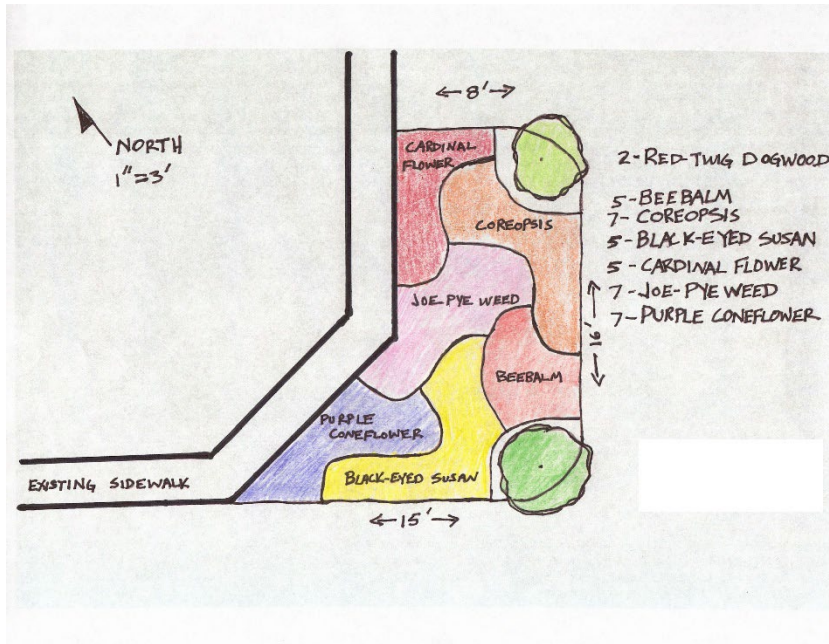 8'
NORTH
1"=3'
CARDINAL
FLOWER
COREOPSIS
JOE-PYE WEED
16'
BEEBALM
PURPLE
CONEFLOWER
BLACK-EYED SUSAN
EXISTING SIDEWALK
15'
2-RED-TWIG DOGWOOD
5-BEEBALM
7-COREOPSIS
5-BLACK-EYED SUSAN
5-CARDINAL FLOWER
7-JOE-PYE WEED
7-PURPLE CONEFLOWER